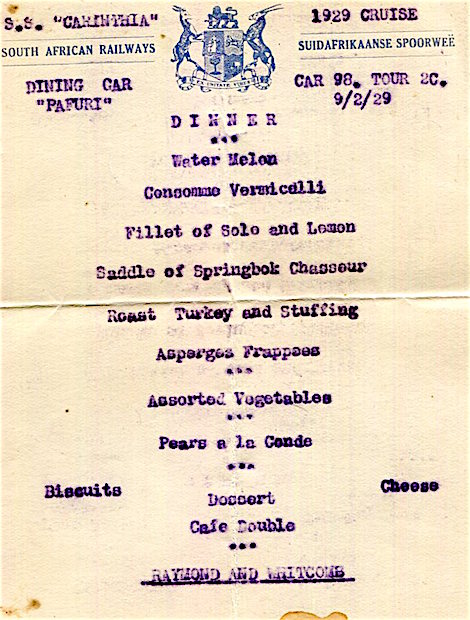 S.S. "CARINTHIA"
1929 CRUISE
SOUTH AFRICAN RAILWAYS
SUIDAFRIKAANSE SPOORWEË
DINING CAR
"PAFURI"
CAR 98. TOUR 2C.
9/2/29
DINNER
***
Water Melon
Consomme Vermicelli
Fillet of Sole and Lemon
Saddle of Springbok Chasseur
Roast Turkey and Stuffing
Asperges Frappees
***
Assorted Vegetables
***
Pears a la Conde
***
Biscuits
Cheese
Dessert
Cafe Double
***
RAYMOND AND WHITCOMB